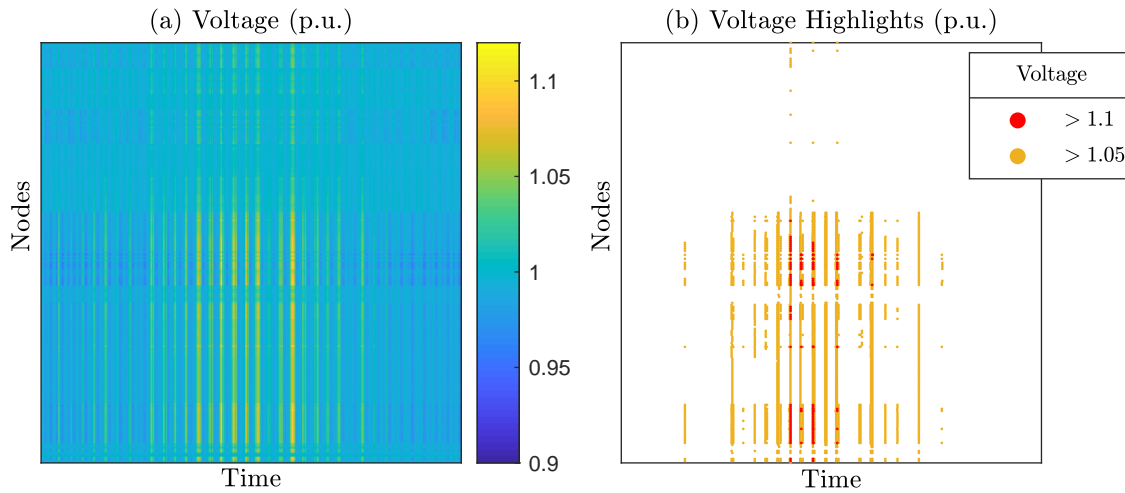 (a) Voltage (p.u.)
Nodes
Time
1.1
1.05
1
0.95
0.9
(b) Voltage Highlights (p.u.)
Nodes
Time
Voltage
> 1.1
> 1.05